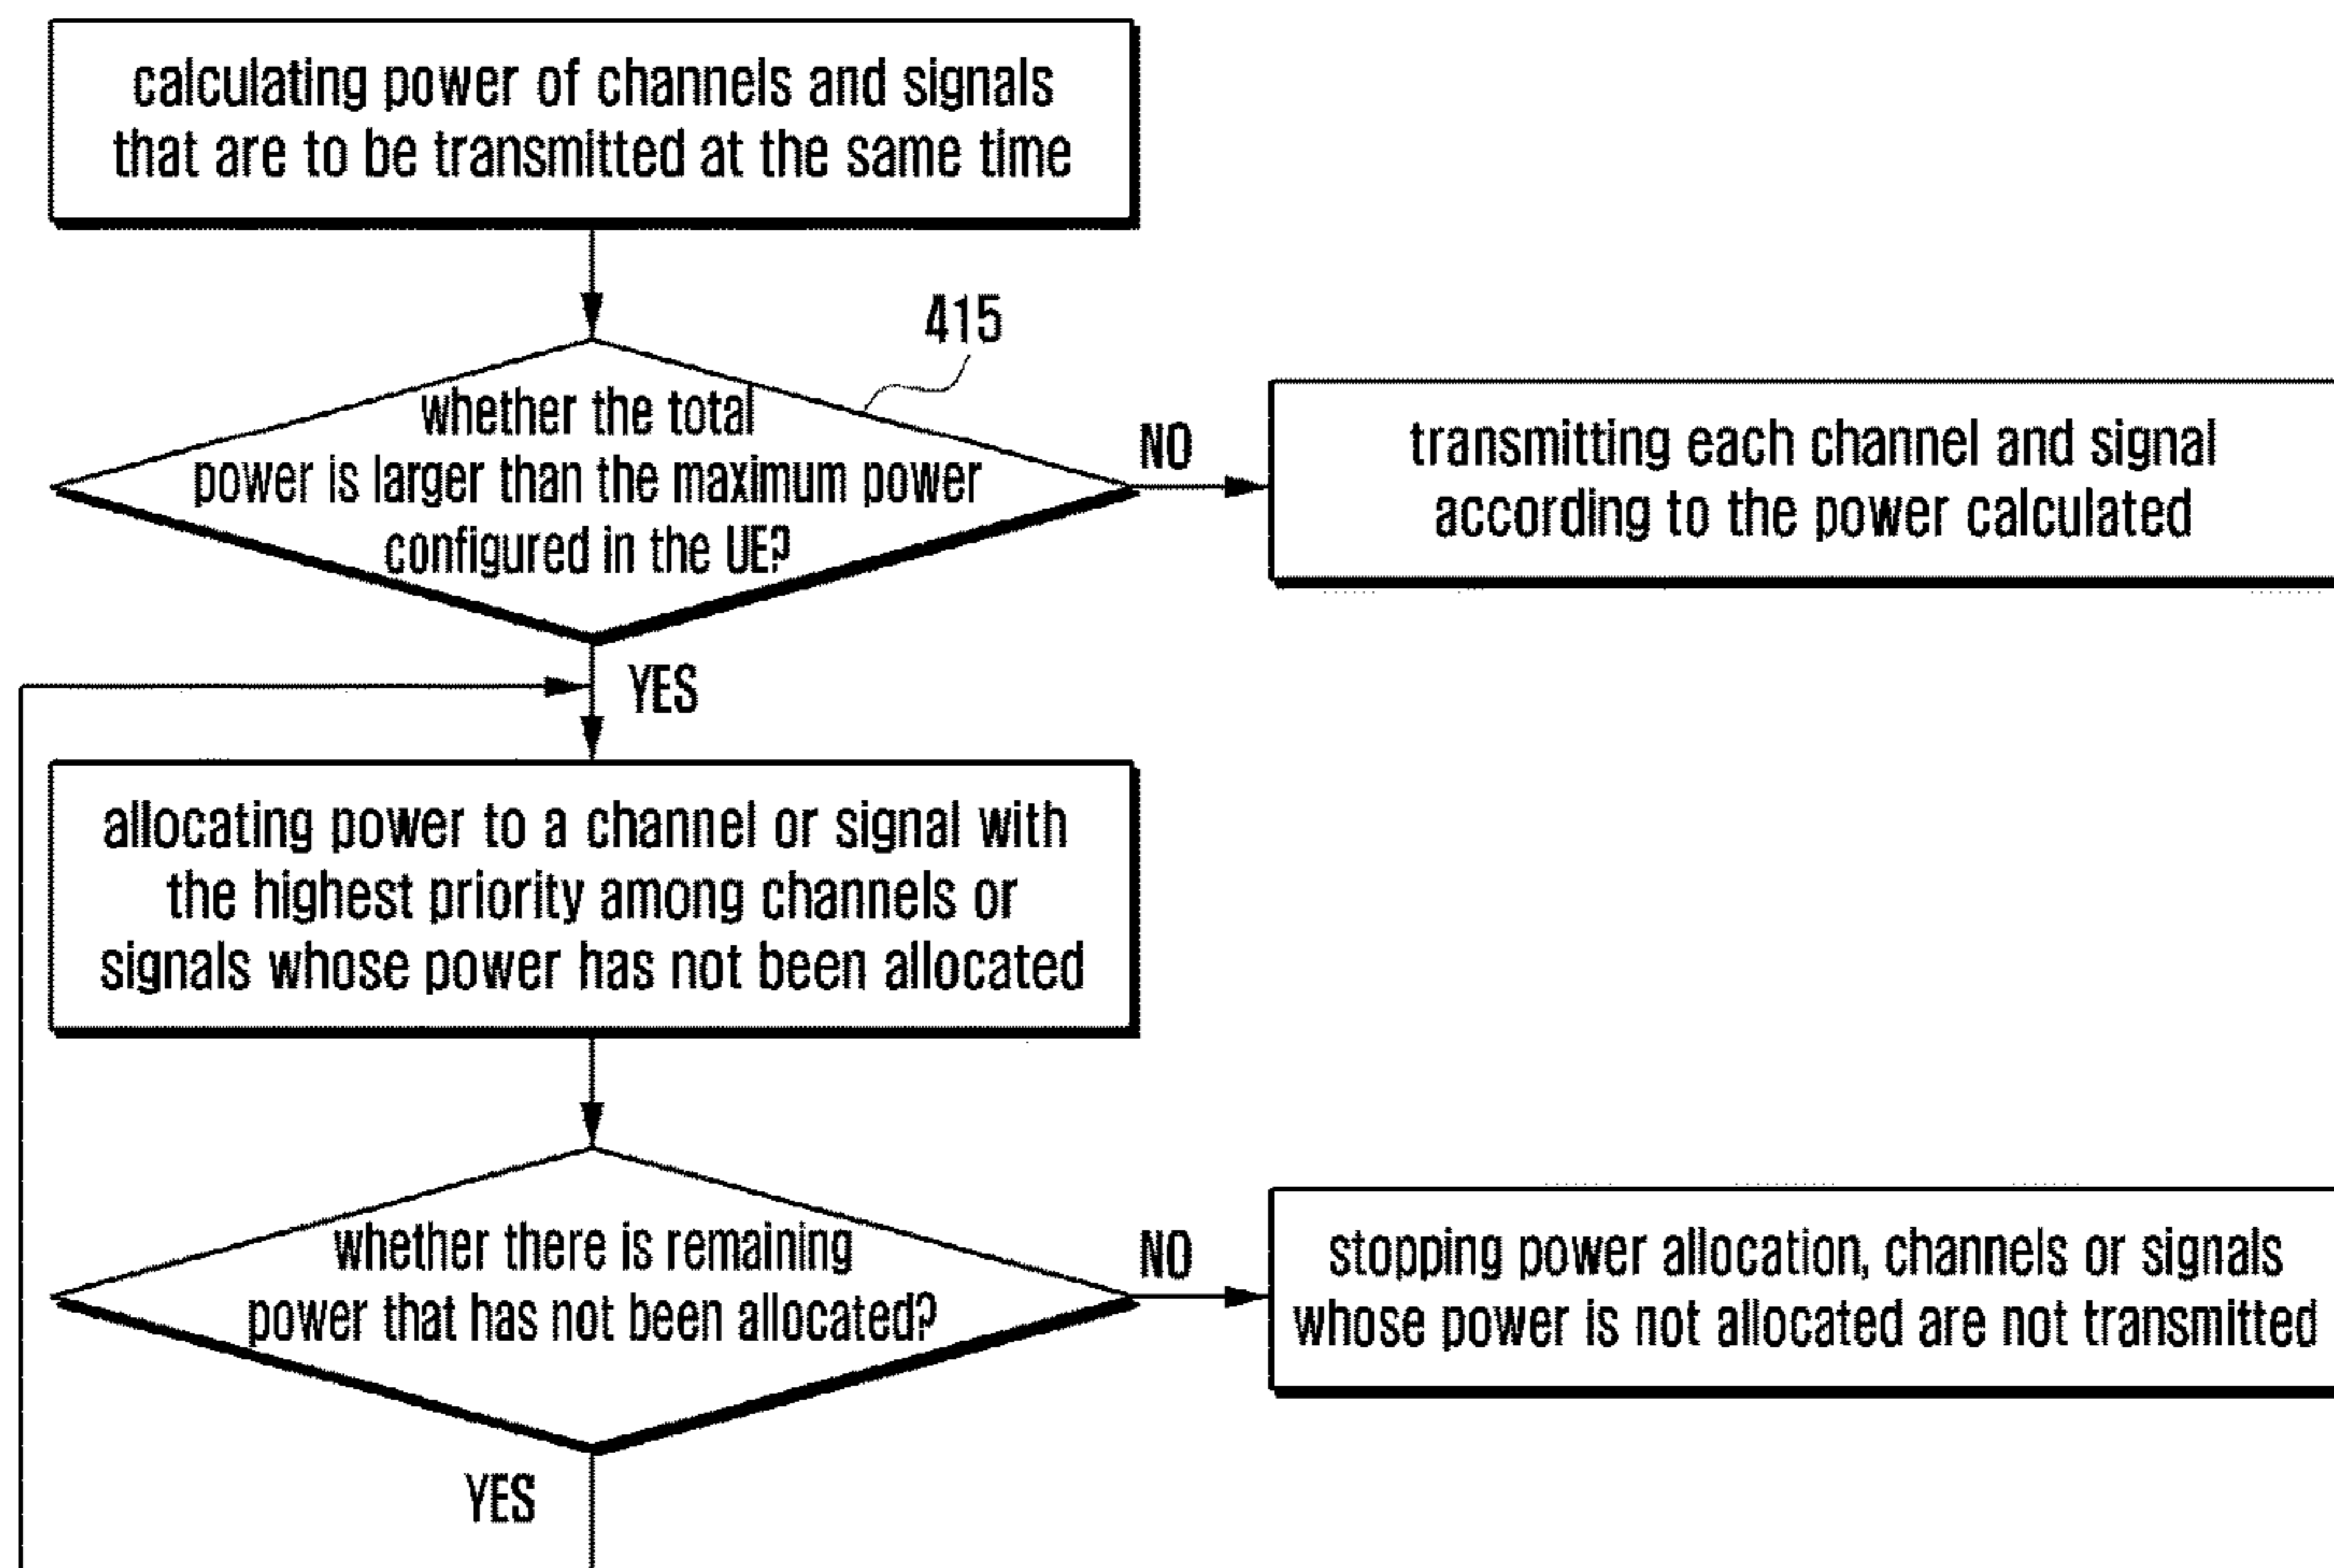 calculating power of channels and signals
that are to be transmitted at the same time
415
whether the total
power is larger than the maximum power
configured in the UE?
NO
transmitting each channel and signal
according to the power calculated
YES
allocating power to a channel or signal with
the highest priority among channels or
signals whose power has not been allocated
whether there is remaining
power that has not been allocated?
NO
stopping power allocation, channels or signals
whose power is not allocated are not transmitted
YES